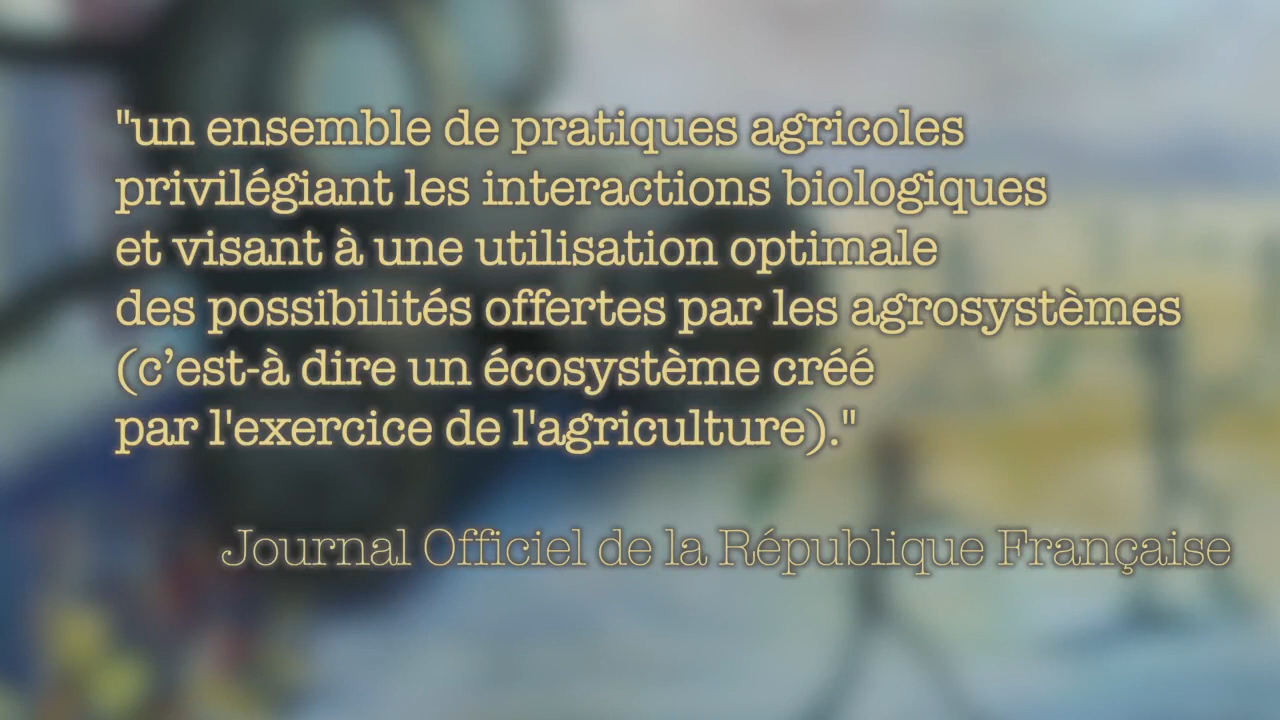 "un ensemble de pratiques agricoles
privilégiant les interactions biologiques
et visant à une utilisation optimale
des possibilités offertes par les agrosystèmes
(c’est-à dire un écosystème créé
par l'exercice de l'agriculture)."
Journal Officiel de la République Française